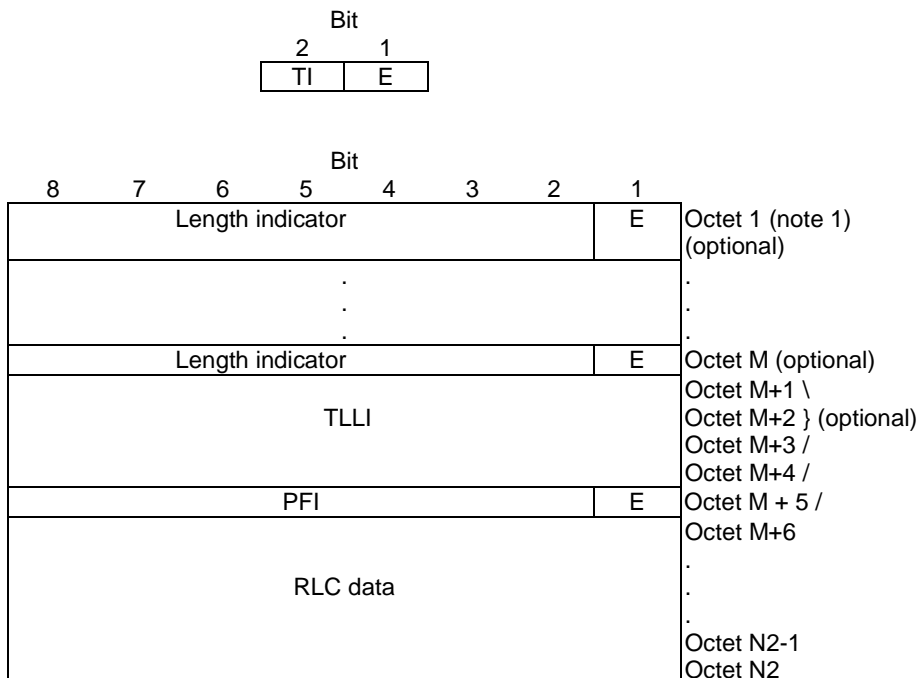 Bit
2 1
TI E
Bit
8 7 6 5 4 3 2 1
Length indicator E Octet 1 (note 1)
(optional)
. .
. .
. .
Length indicator E Octet M (optional)
Octet M+1 \
TLLI Octet M+2 } (optional)
Octet M+3 /
Octet M+4 /
PFI E Octet M + 5 /
Octet M+6
.
RLC data .
.
Octet N2-1
Octet N2